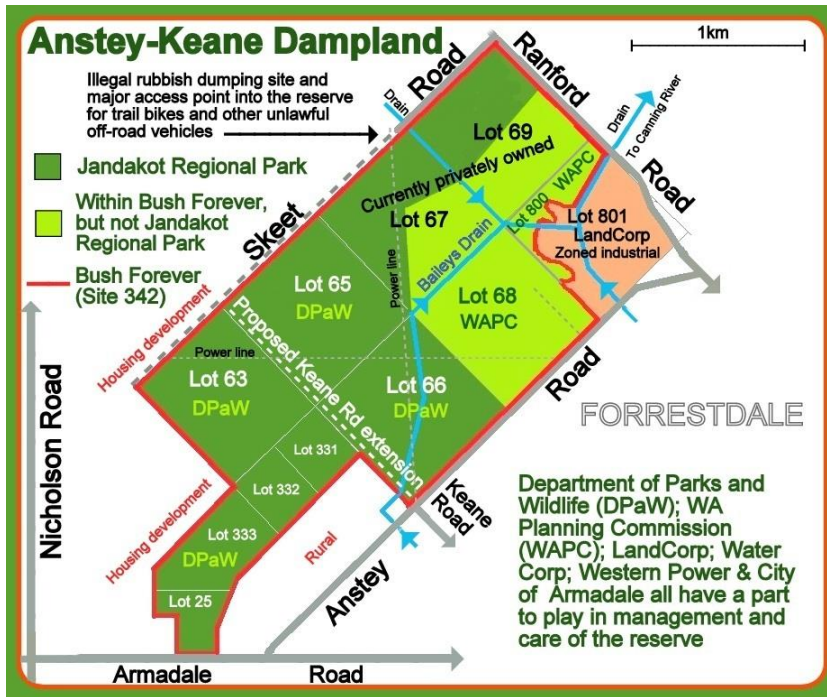 Anstey-Keane Dampland
1km
Illegal rubbish dumping site and
major access point into the reserve
for trail bikes and other unlawful
off-road vehicles
Jandakot Regional Park
Within Bush Forever,
but not Jandakot
Regional Park
Bush Forever
(Site 342)
Skeet
Road
Ranford
Road
Drain
Drain
To Canning River
Lot 69
Currently privately owned
Lot 67
Lot 800
WAPC
Lot 801
LandCorp
Zoned industrial
Baileys Drain
Power line
Lot 65
DPaW
Lot 68
WAPC
Housing development
Power line
Proposed Keane Rd extension
Lot 63
DPaW
Lot 66
DPaW
Road
FORRESTDALE
Lot 331
Lot 332
Lot 333
DPaW
Lot 25
Housing development
Rural
Keane
Road
Anstey
Nicholson Road
Armadale
Road
Department of Parks and
Wildlife (DPaW); WA
Planning Commission
(WAPC); LandCorp; Water
Corp; Western Power & City
of Armadale all have a part
to play in management and
care of the reserve